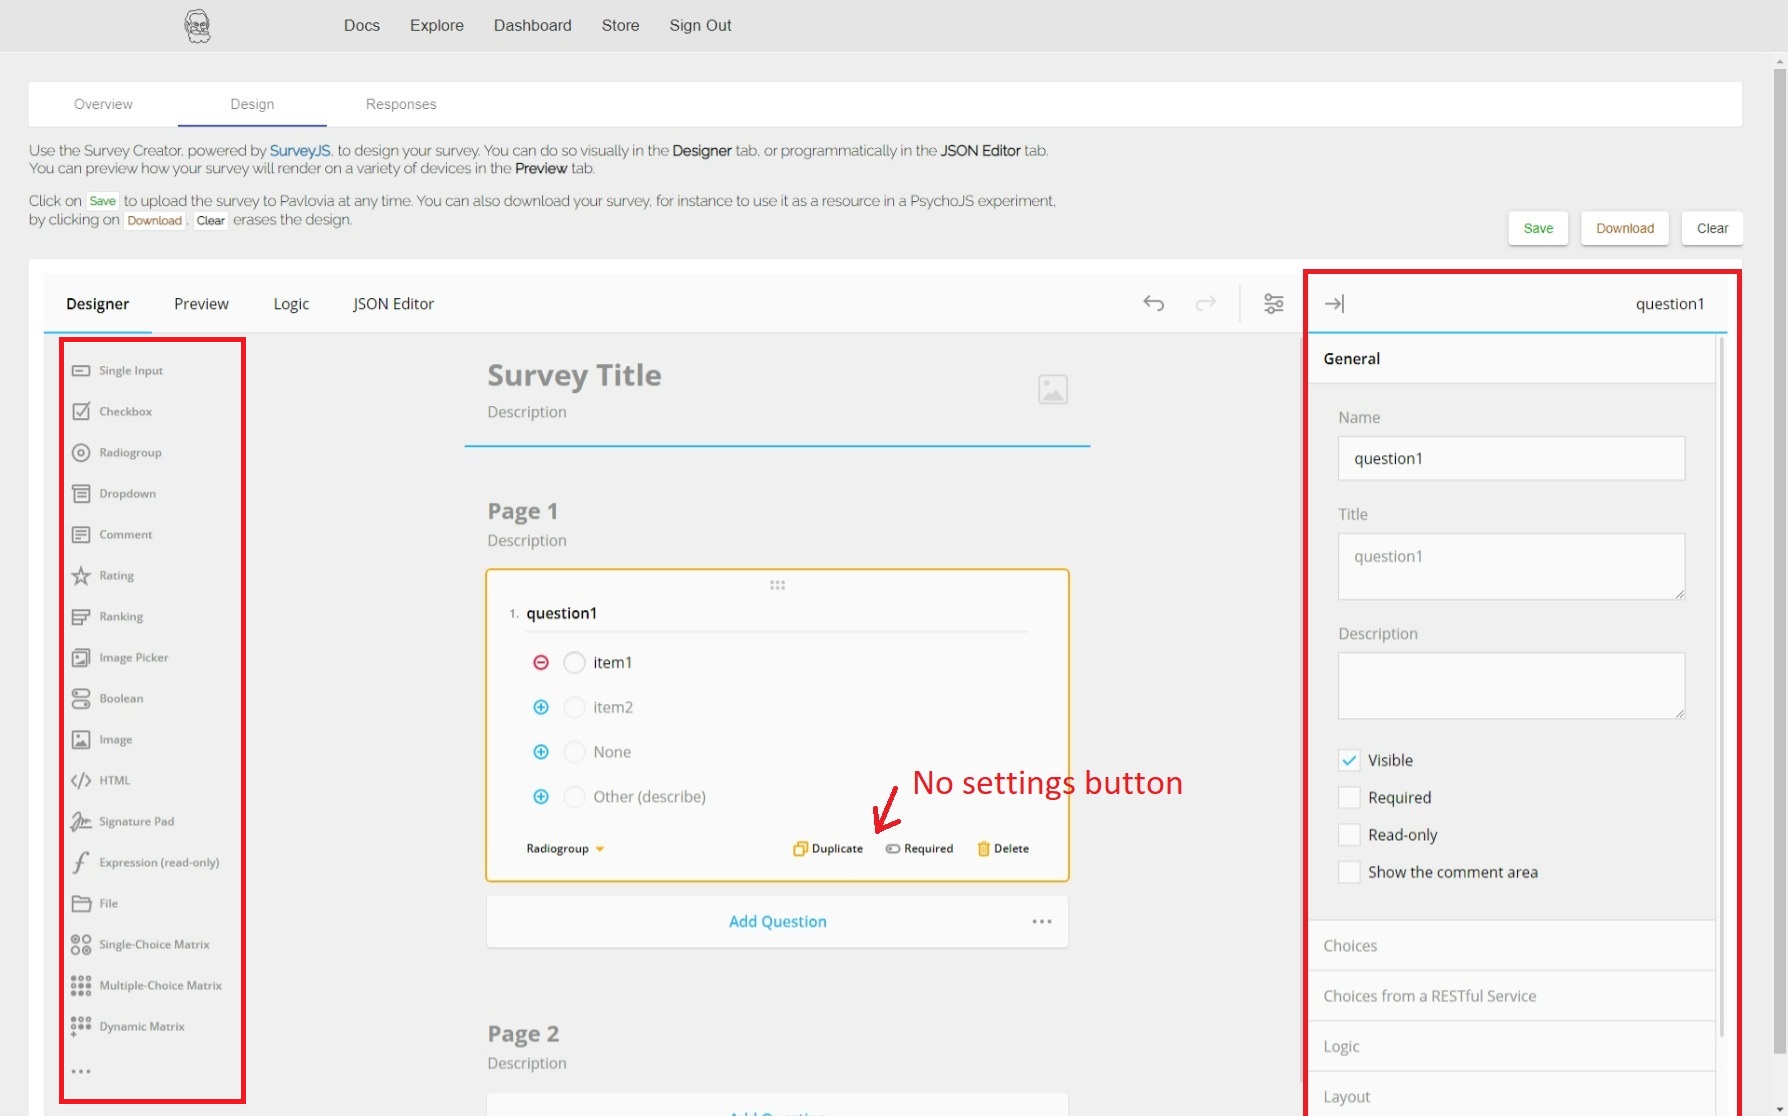 Docs Explore Dashboard Store Sign Out
Overview Design Responses
Use the Survey Creator, powered by SurveyJS, to design your survey. You can do so visually in the Designer tab, or programmatically in the JSON Editor tab.
You can preview how your survey will render on a variety of devices in the Preview tab.
Click on Save to upload the survey to Pavlovia at any time. You can also download your survey, for instance to use it as a resource in a PsychoJS experiment,
by clicking on Download. Clear erases the design.
Save Download Clear
Designer Preview Logic JSON Editor
Single Input
Checkbox
Radiogroup
Dropdown
Comment
Rating
Ranking
Image Picker
Boolean
Image
HTML
Signature Pad
Expression (read-only)
File
Single-Choice Matrix
Multiple-Choice Matrix
Dynamic Matrix
Survey Title
Description
Page 1
Description
1. question1
item1
item2
None
Other (describe)
No settings button
Radiogroup Duplicate Required Delete
Add Question
Page 2
Description
Add Question
question1
General
Name
question1
Title
question1
Description
Visible
Required
Read-only
Show the comment area
Choices
Choices from a RESTful Service
Logic
Layout